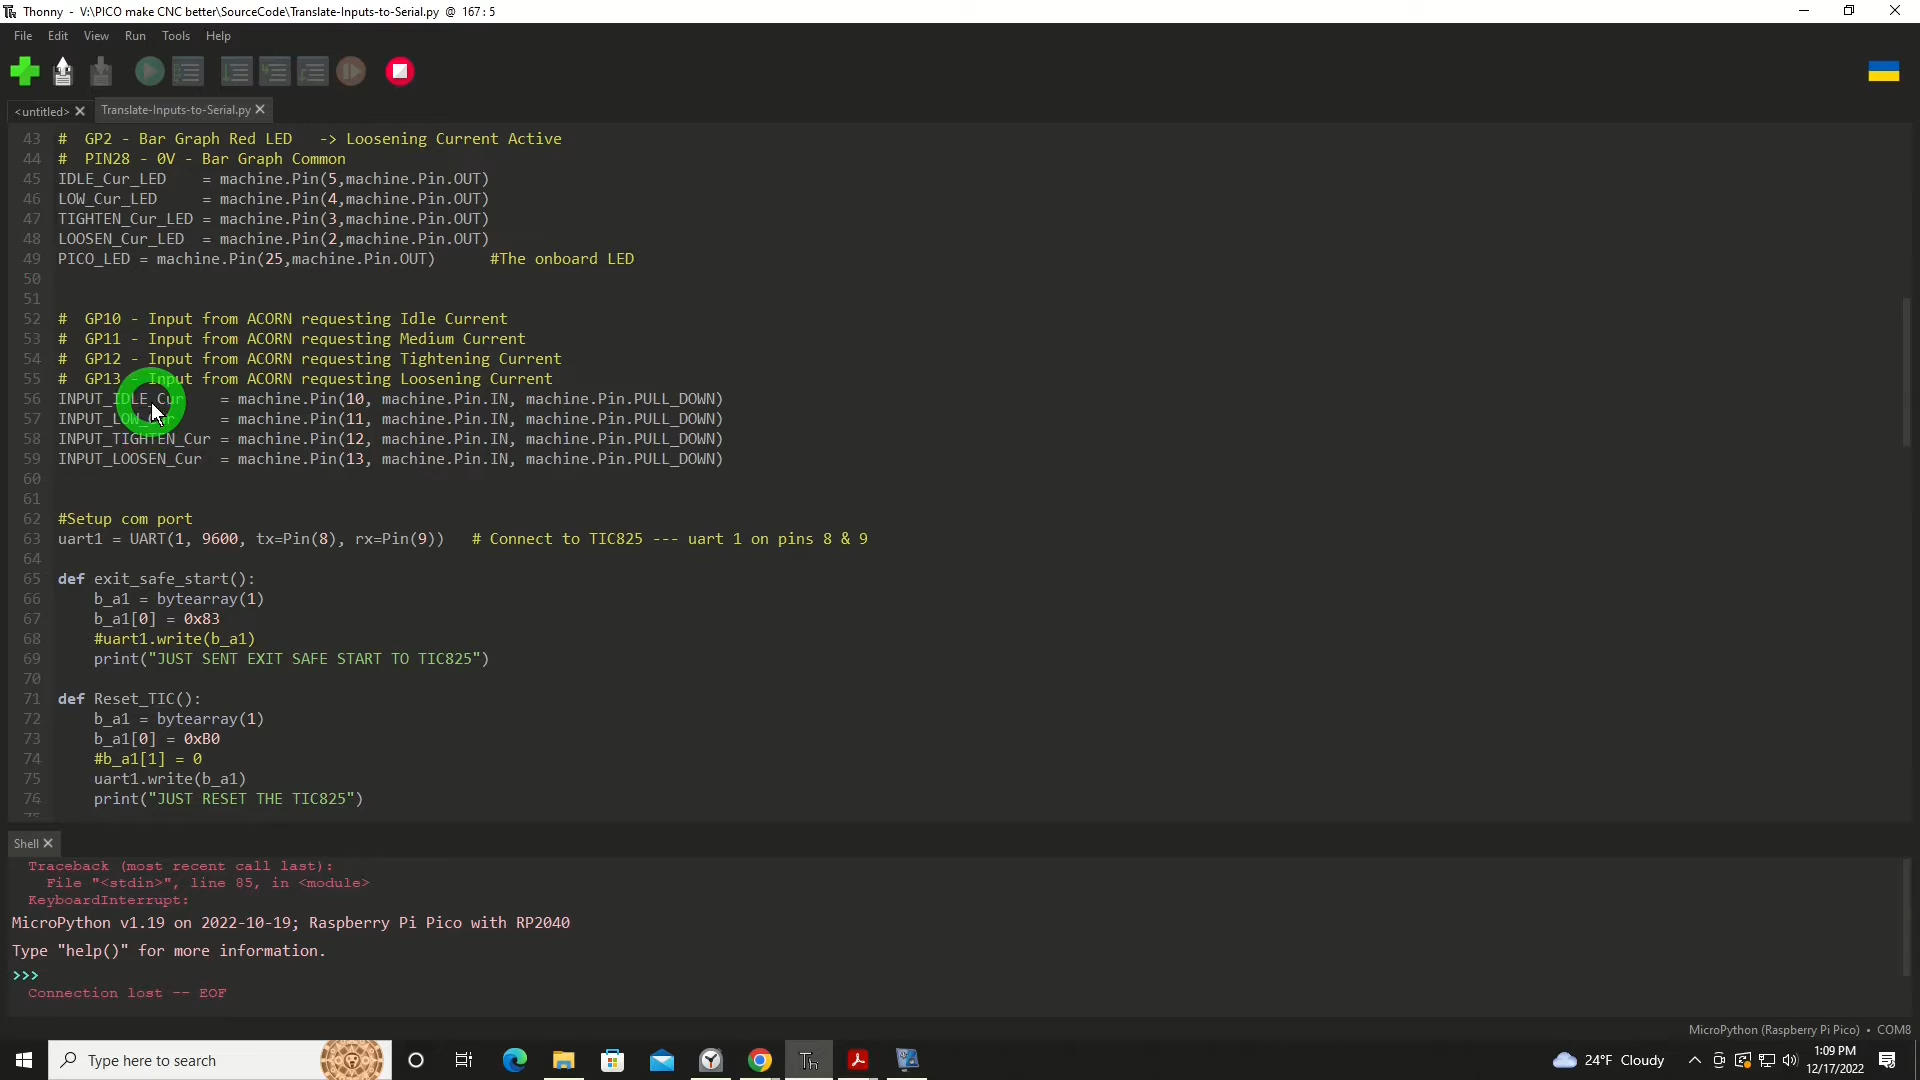 Thonny - V:\PICO make CNC better\SourceCode\Translate-Inputs-to-Serial.py @ 167 : 5
File Edit View Run Tools Help
<untitled> Translate-Inputs-to-Serial.py
43 # GP2 - Bar Graph Red LED -> Loosening Current Active
44 # PIN28 - 0V - Bar Graph Common
45 IDLE_Cur_LED = machine.Pin(5,machine.Pin.OUT)
46 LOW_Cur_LED = machine.Pin(4,machine.Pin.OUT)
47 TIGHTEN_Cur_LED = machine.Pin(3,machine.Pin.OUT)
48 LOOSEN_Cur_LED = machine.Pin(2,machine.Pin.OUT)
49 PICO_LED = machine.Pin(25,machine.Pin.OUT) #The onboard LED
50
51
52 # GP10 - Input from ACORN requesting Idle Current
53 # GP11 - Input from ACORN requesting Medium Current
54 # GP12 - Input from ACORN requesting Tightening Current
55 # GP13 - Input from ACORN requesting Loosening Current
56 INPUT_IDLE_Cur = machine.Pin(10, machine.Pin.IN, machine.Pin.PULL_DOWN)
57 INPUT_LOW_Cur = machine.Pin(11, machine.Pin.IN, machine.Pin.PULL_DOWN)
58 INPUT_TIGHTEN_Cur = machine.Pin(12, machine.Pin.IN, machine.Pin.PULL_DOWN)
59 INPUT_LOOSEN_Cur = machine.Pin(13, machine.Pin.IN, machine.Pin.PULL_DOWN)
60
61
62 #Setup com port
63 uart1 = UART(1, 9600, tx=Pin(8), rx=Pin(9)) # Connect to TIC825 --- uart 1 on pins 8 & 9
64
65 def exit_safe_start():
66 b_a1 = bytearray(1)
67 b_a1[0] = 0x83
68 #uart1.write(b_a1)
69 print("JUST SENT EXIT SAFE START TO TIC825")
70
71 def Reset_TIC():
72 b_a1 = bytearray(1)
73 b_a1[0] = 0xB0
74 #b_a1[1] = 0
75 uart1.write(b_a1)
76 print("JUST RESET THE TIC825")
Shell
Traceback (most recent call last):
File "<stdin>", line 85, in <module>
KeyboardInterrupt:
MicroPython v1.19 on 2022-10-19; Raspberry Pi Pico with RP2040
Type "help()" for more information.
>>>
Connection lost -- EOF
MicroPython (Raspberry Pi Pico) • COM8
Type here to search
Th
24°F Cloudy
1:09 PM
12/17/2022